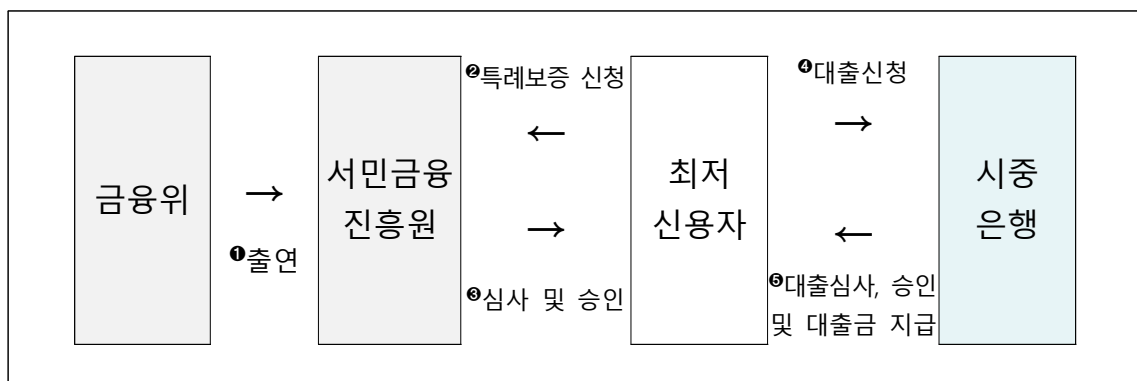 금융위
→
❶출연
서민금융
진흥원
❷특례보증 신청
←
→
❸심사 및 승인
최저
신용자
❹대출신청
→
←
❺대출심사, 승인
및 대출금 지급
시중
은행